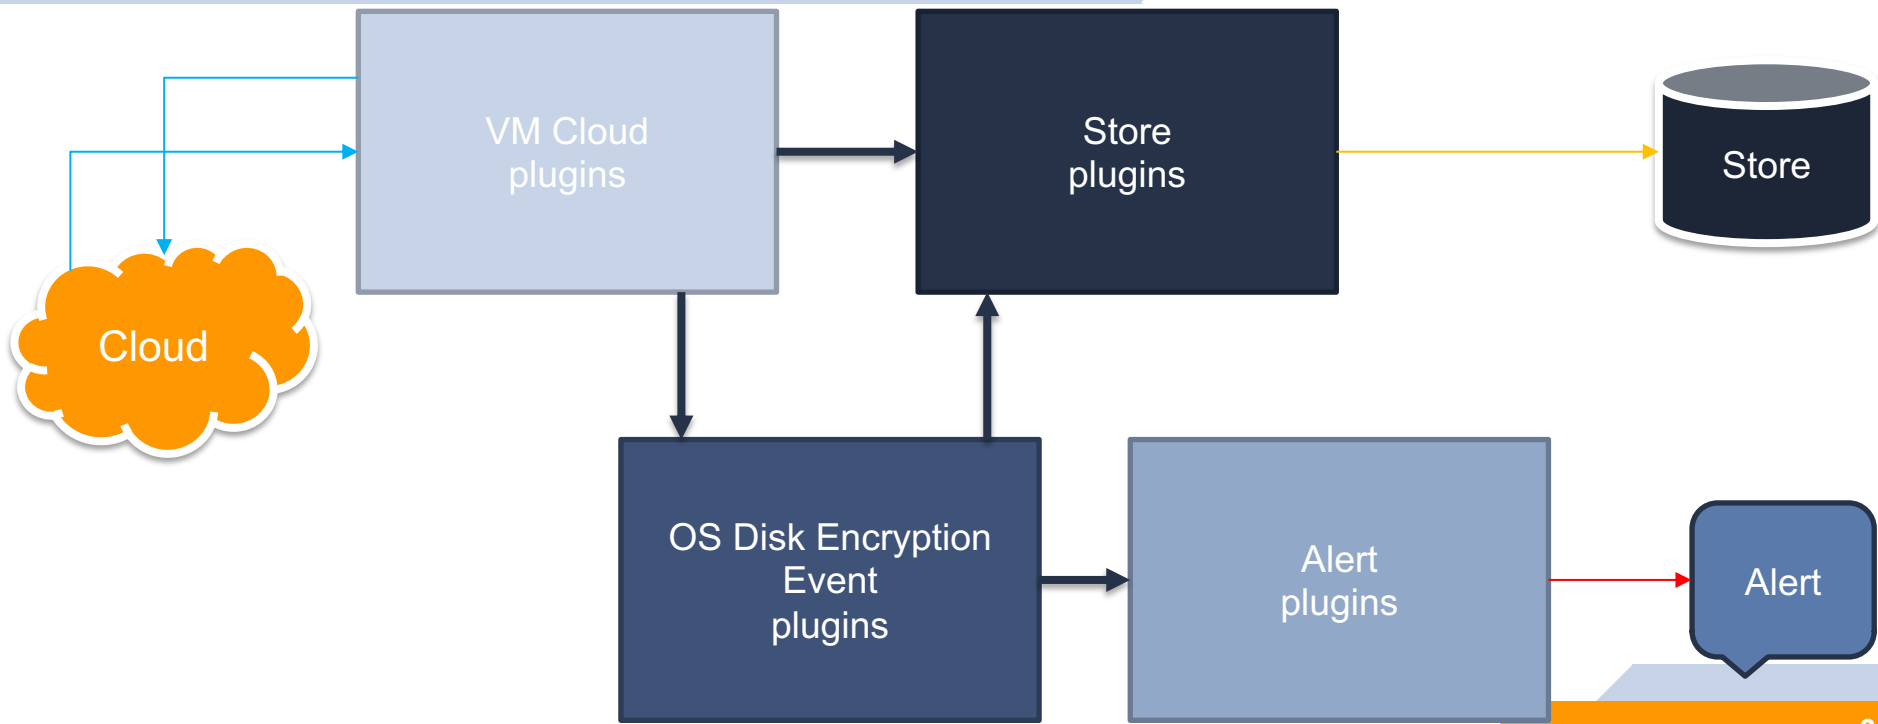 VM Cloud
plugins
Store
plugins
Store
Cloud
OS Disk Encryption
Event
plugins
Alert
plugins
Alert